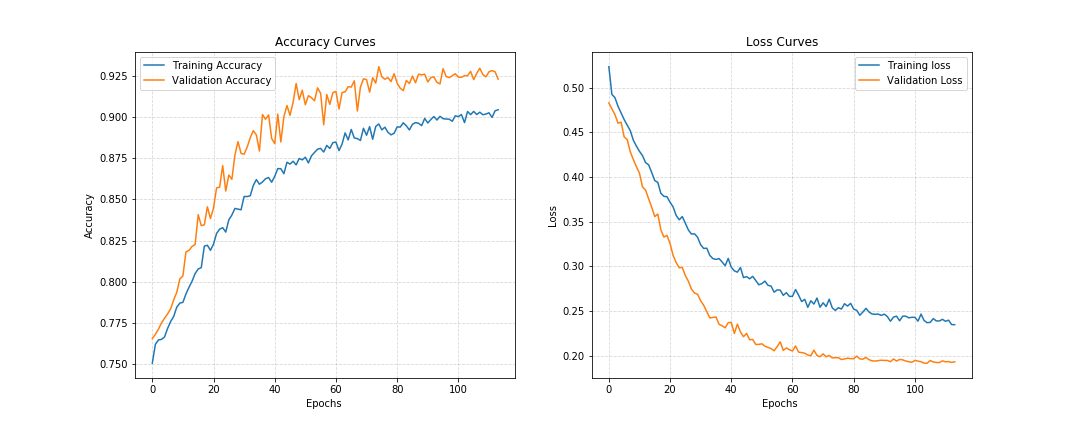 Accuracy Curves
Training Accuracy
Validation Accuracy
0.925
0.900
0.875
0.850
0.825
0.800
0.775
0.750
Accuracy
0 20 40 60 80 100
Epochs
Loss Curves
Training loss
Validation Loss
0.50
0.45
0.40
0.35
0.30
0.25
0.20
Loss
0 20 40 60 80 100
Epochs